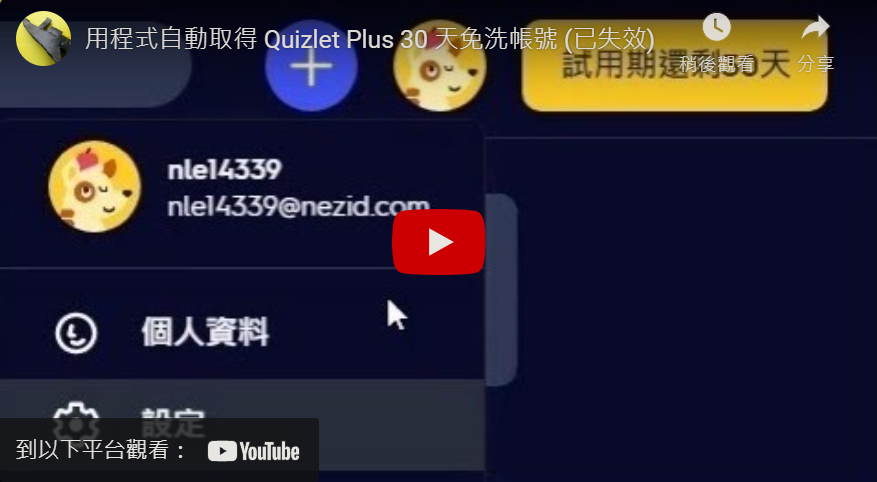 用程式自動取得 Quizlet Plus 30 天免洗帳號 (已失效)
稍後觀看
分享
試用期還剩30天
nle14339
nle14339@nezid.com
個人資料
設定
到以下平台觀看：
YouTube